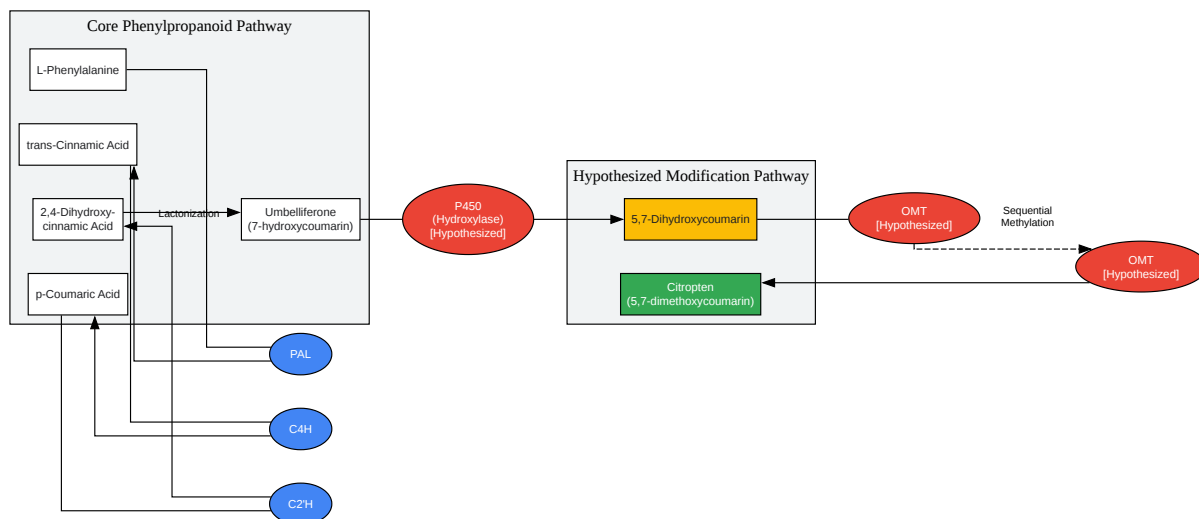 Core Phenylpropanoid Pathway
L-Phenylalanine
trans-Cinnamic Acid
2,4-Dihydroxy-
cinnamic Acid
Lactonization
Umbelliferone
(7-hydroxycoumarin)
p-Coumaric Acid
PAL
C4H
C2'H
P450
(Hydroxylase)
[Hypothesized]
Hypothesized Modification Pathway
5,7-Dihydroxycoumarin
Citropten
(5,7-dimethoxycoumarin)
OMT
[Hypothesized]
Sequential
Methylation
OMT
[Hypothesized]